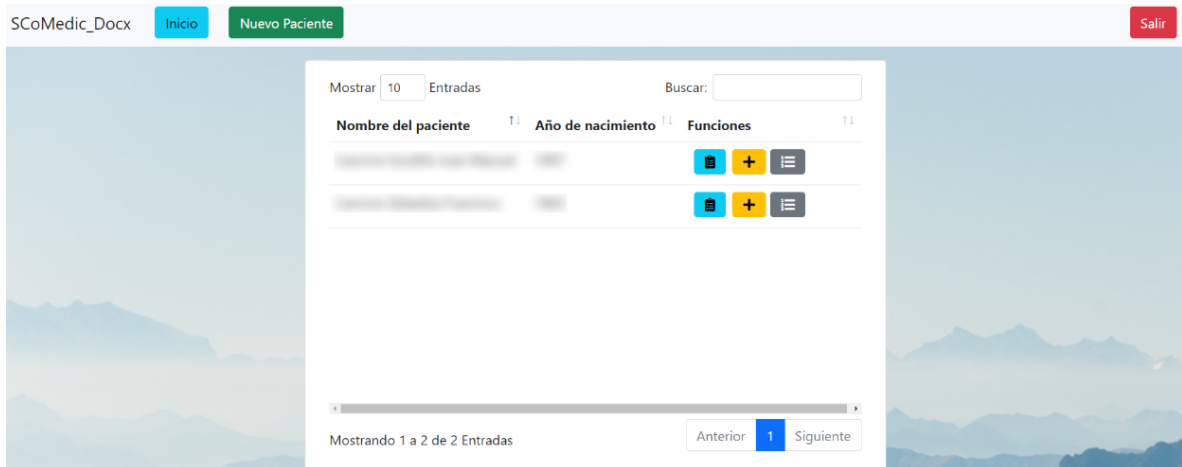 SCoMedic_Docx Inicio Nuevo Paciente Salir
Mostrar 10 Entradas Buscar:
Nombre del paciente Año de nacimiento Funciones
Mostrando 1 a 2 de 2 Entradas Anterior 1 Siguiente